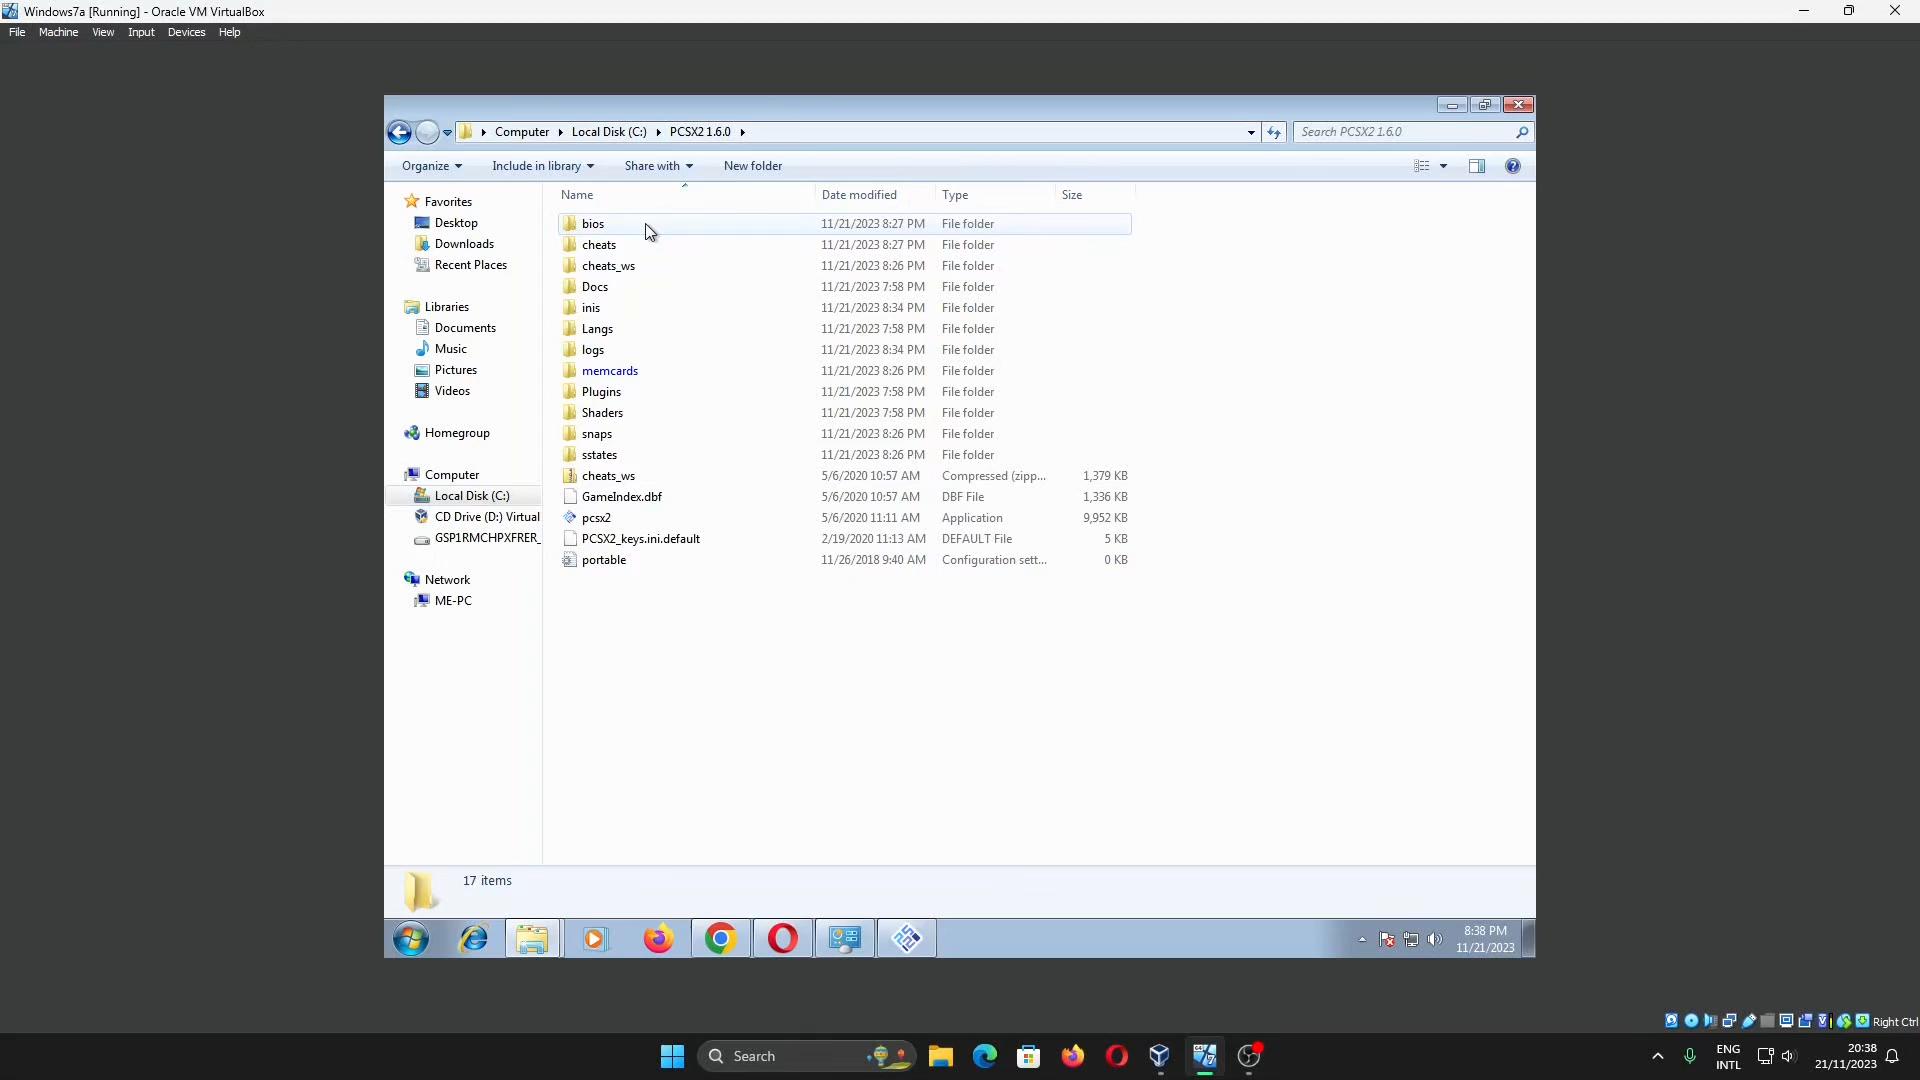 Windows7a [Running] - Oracle VM VirtualBox
File Machine View Input Devices Help
Computer Local Disk (C:) PCSX2 1.6.0
Search PCSX2 1.6.0
Organize Include in library Share with New folder
Name Date modified Type Size
Favorites
Desktop
Downloads
Recent Places
Libraries
Documents
Music
Pictures
Videos
Homegroup
Computer
Local Disk (C:)
CD Drive (D:) Virtual
GSP1RMCHPXFRER_
Network
ME-PC
bios 11/21/2023 8:27 PM File folder
cheats 11/21/2023 8:27 PM File folder
cheats_ws 11/21/2023 8:26 PM File folder
Docs 11/21/2023 7:58 PM File folder
inis 11/21/2023 8:34 PM File folder
Langs 11/21/2023 7:58 PM File folder
logs 11/21/2023 8:34 PM File folder
memcards 11/21/2023 8:26 PM File folder
Plugins 11/21/2023 7:58 PM File folder
Shaders 11/21/2023 7:58 PM File folder
snaps 11/21/2023 8:26 PM File folder
sstates 11/21/2023 8:26 PM File folder
cheats_ws 5/6/2020 10:57 AM Compressed (zipp... 1,379 KB
GameIndex.dbf 5/6/2020 10:57 AM DBF File 1,336 KB
pcsx2 5/6/2020 11:11 AM Application 9,952 KB
PCSX2_keys.ini.default 2/19/2020 11:13 AM DEFAULT File 5 KB
portable 11/26/2018 9:40 AM Configuration sett... 0 KB
17 items
8:38 PM
11/21/2023
Right Ctrl
Search
ENG
INTL
20:38
21/11/2023